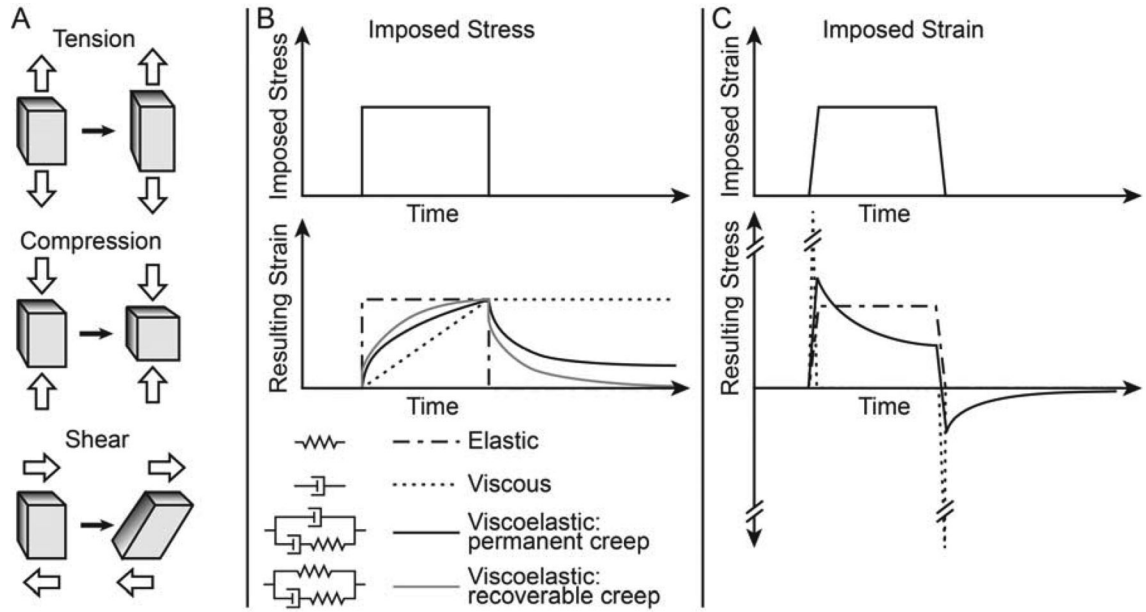 A
Tension
Compression
Shear
B
Imposed Stress
Imposed Stress
Time
Resulting Strain
Time
Elastic
Viscous
Viscoelastic:
permanent creep
Viscoelastic:
recoverable creep
C
Imposed Strain
Imposed Strain
Time
Resulting Stress
Time